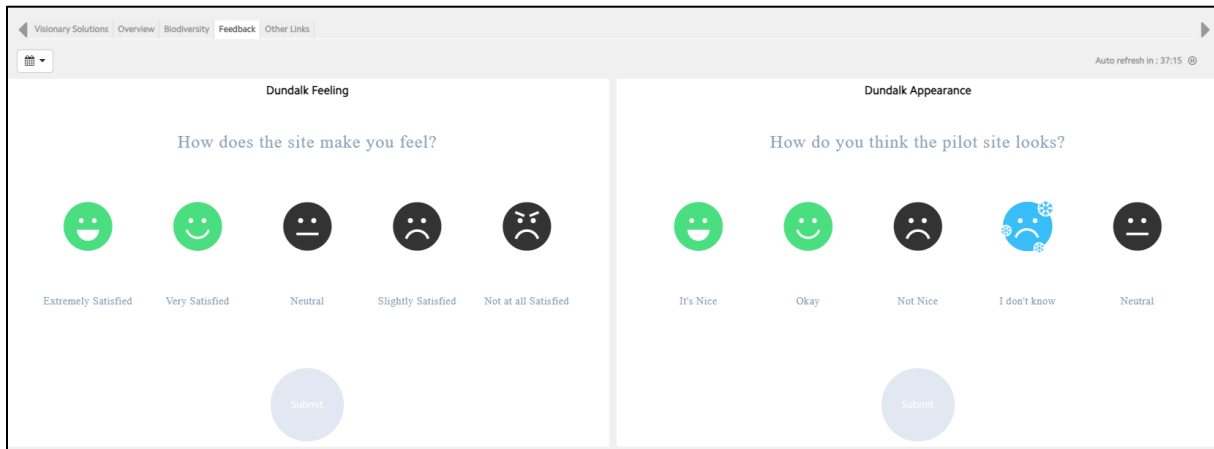 Visionary Solutions Overview Biodiversity Feedback Other Links
Auto refresh in : 37:15
Dundalk Feeling
How does the site make you feel?
Extremely Satisfied Very Satisfied Neutral Slightly Satisfied Not at all Satisfied
Submit
Dundalk Appearance
How do you think the pilot site looks?
It's Nice Okay Not Nice I don't know Neutral
Submit